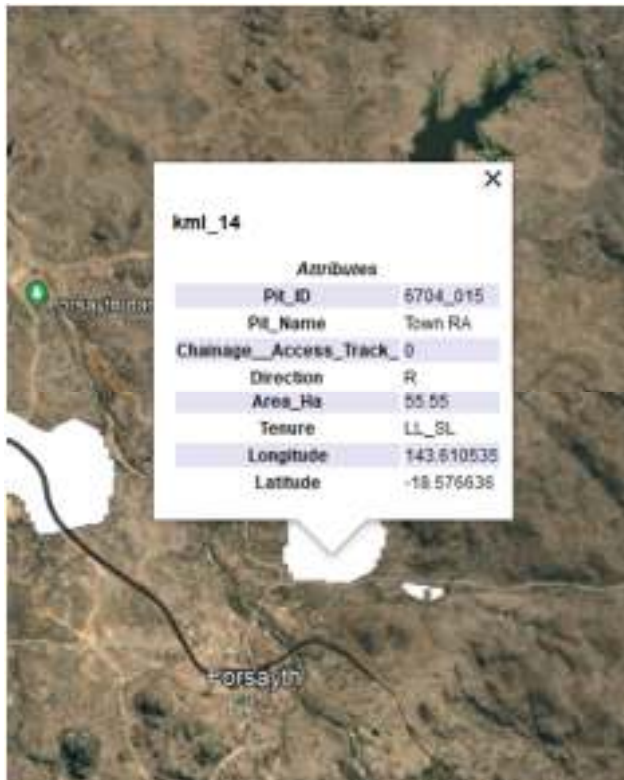 kml_14
Attributes
Pit_ID 6704_015
Pit_Name Town RA
Chainage__Access_Track_ 0
Direction R
Area_Ha 55.55
Tenure LL_SL
Longitude 143.610535
Latitude -18.576636
Forsayth